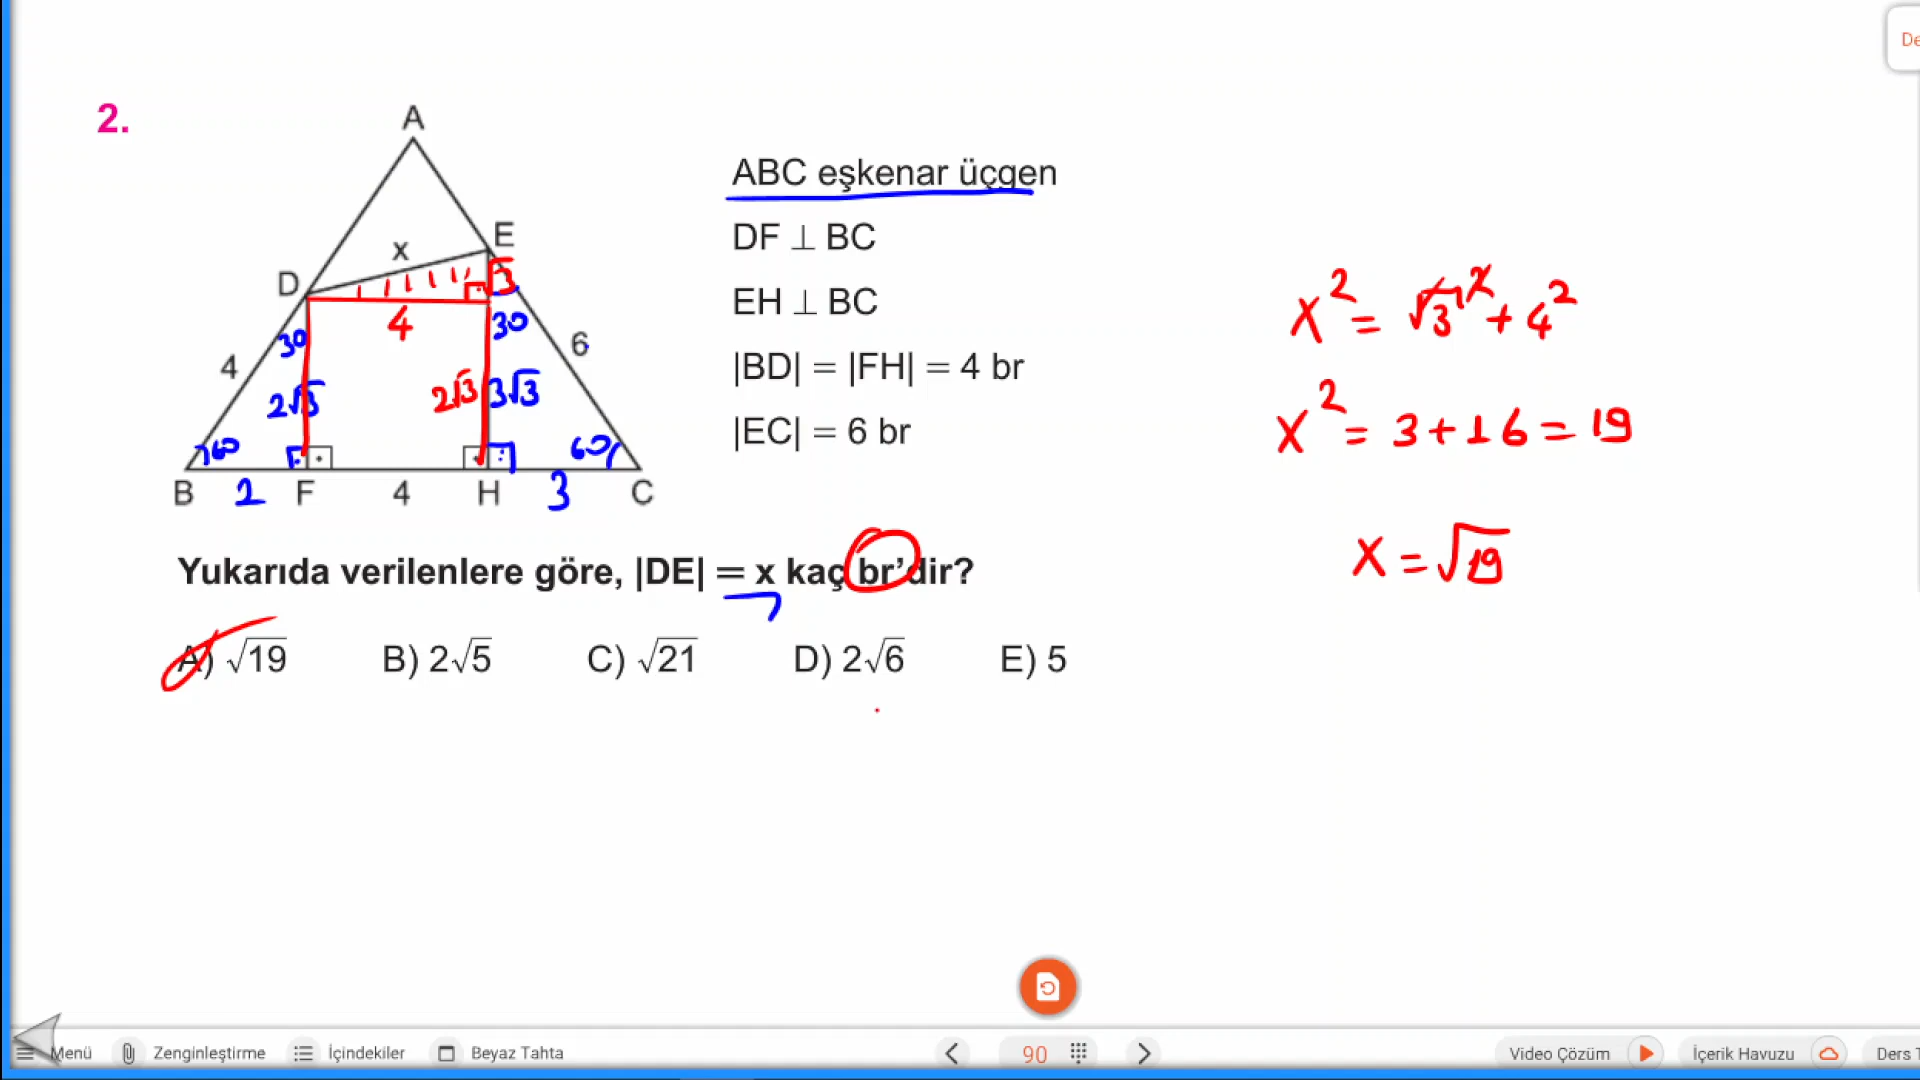 De
2.
A
ABC eşkenar üçgen
DF ⊥ BC
EH ⊥ BC
|BD| = |FH| = 4 br
|EC| = 6 br
x
E
D
√3
4
30
30
4
6
2√3
2√3
3√3
60
60
B
2
F
4
H
3
C
x² = √3² + 4²
x² = 3 + 16 = 19
x = √19
Yukarıda verilenlere göre, |DE| = x kaç br'dir?
A) √19 B) 2√5 C) √21 D) 2√6 E) 5
Menü Zenginleştirme İçindekiler Beyaz Tahta 90 Video Çözüm İçerik Havuzu Ders T